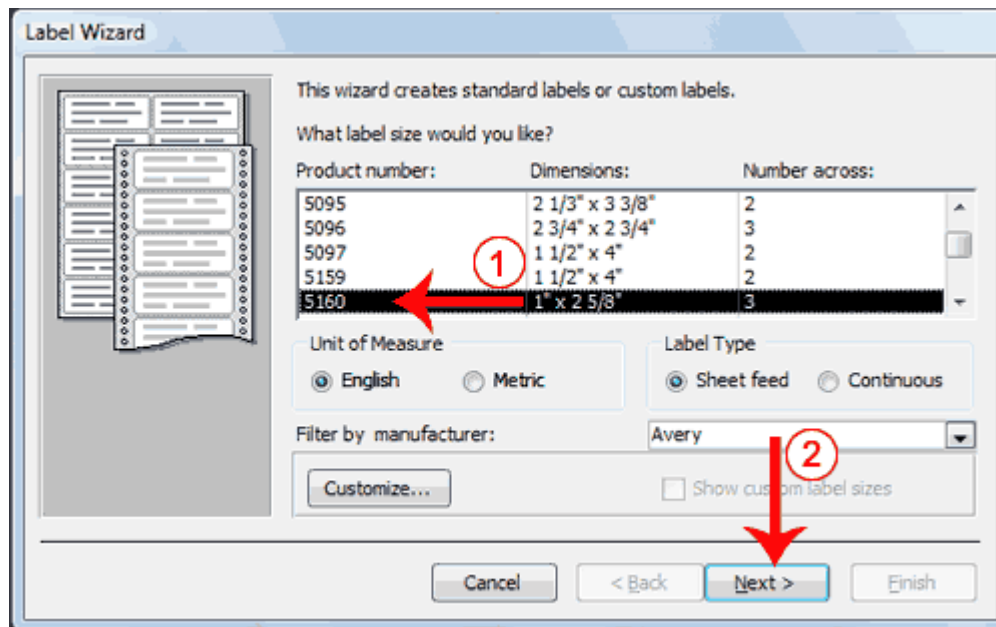 Label Wizard
This wizard creates standard labels or custom labels.
What label size would you like?
Product number: Dimensions: Number across:
5095 2 1/3" x 3 3/8" 2
5096 2 3/4" x 2 3/4" 3
5097 1 1/2" x 4" 2
5159 1 1/2" x 4" 2
5160 1" x 2 5/8" 3
1
Unit of Measure Label Type
English Metric Sheet feed Continuous
Filter by manufacturer: Avery
2
Customize... Show custom label sizes
Cancel < Back Next > Finish